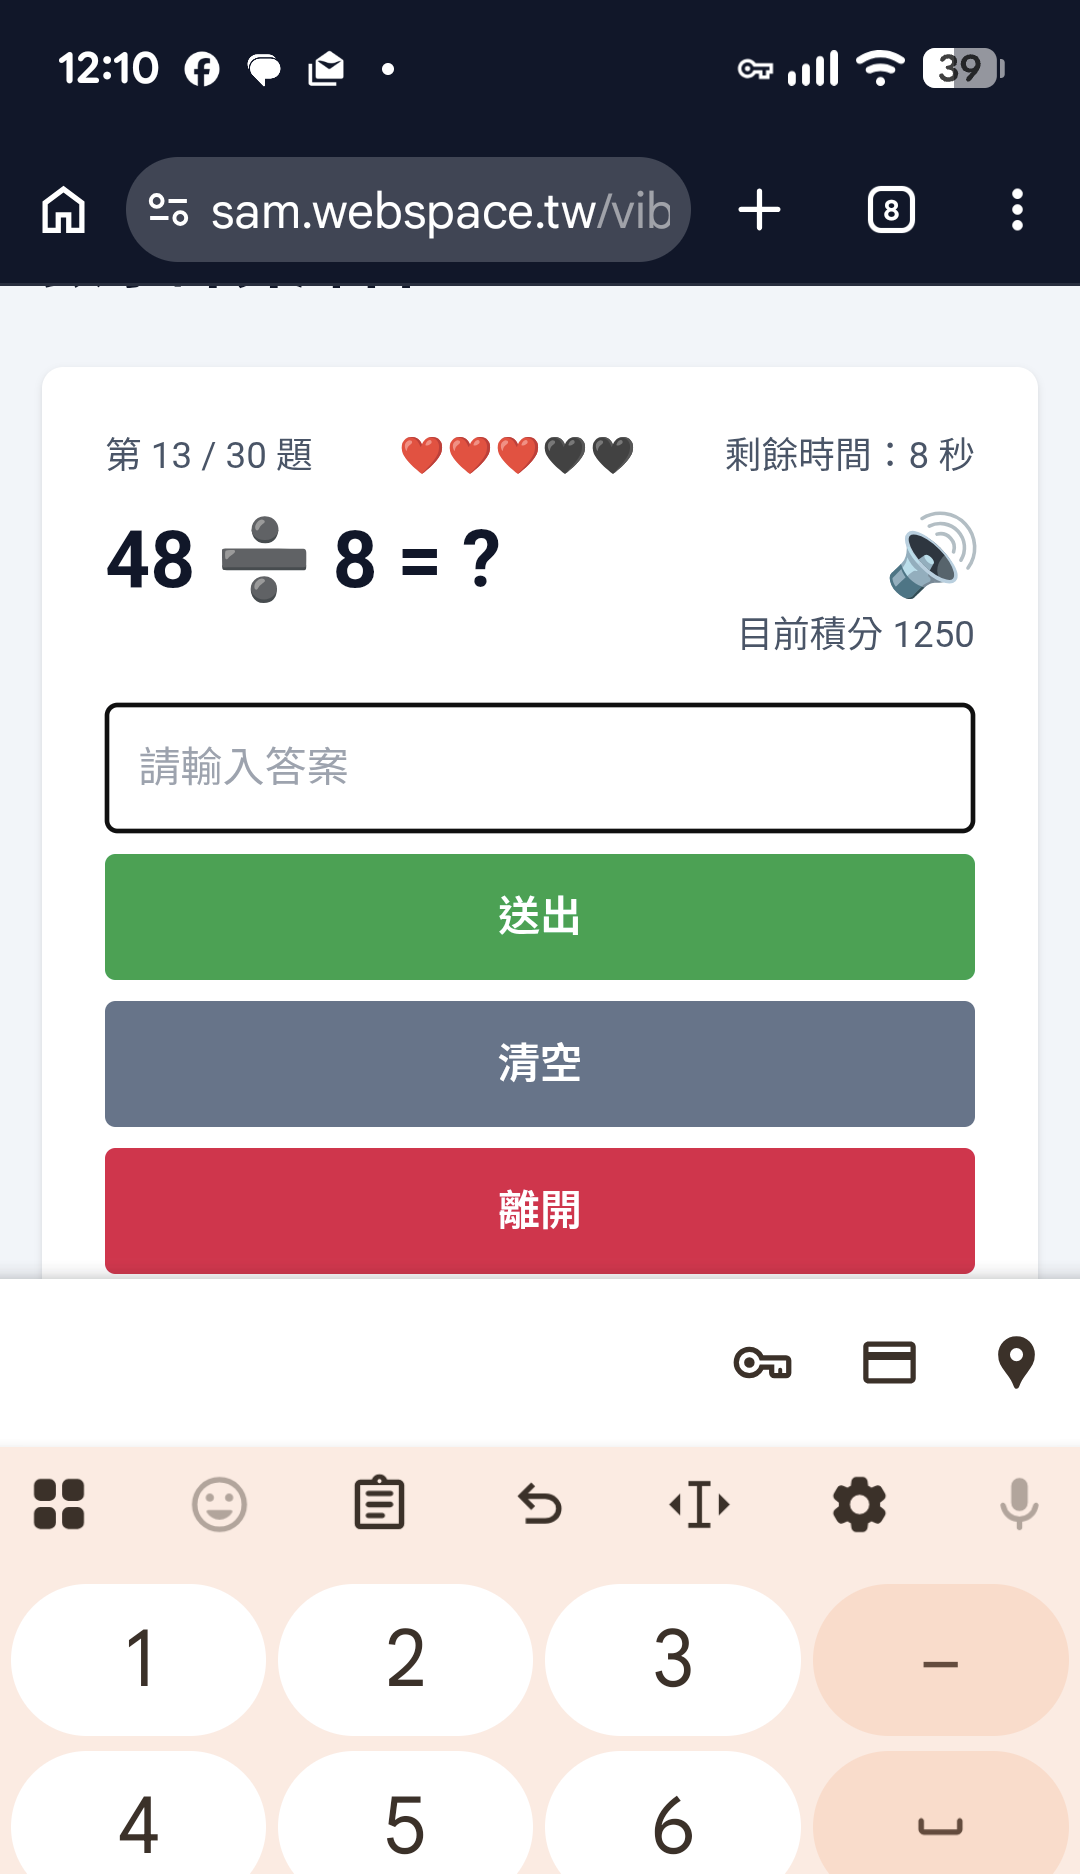 12:10
39
sam.webspace.tw/vib
8
第 13 / 30 題
剩餘時間：8 秒
48 ➗ 8 = ?
目前積分 1250
請輸入答案
送出
清空
離開
1 2 3 –
4 5 6